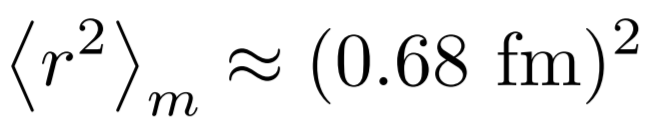 ⟨r²⟩ₘ ≈ (0.68 fm)²